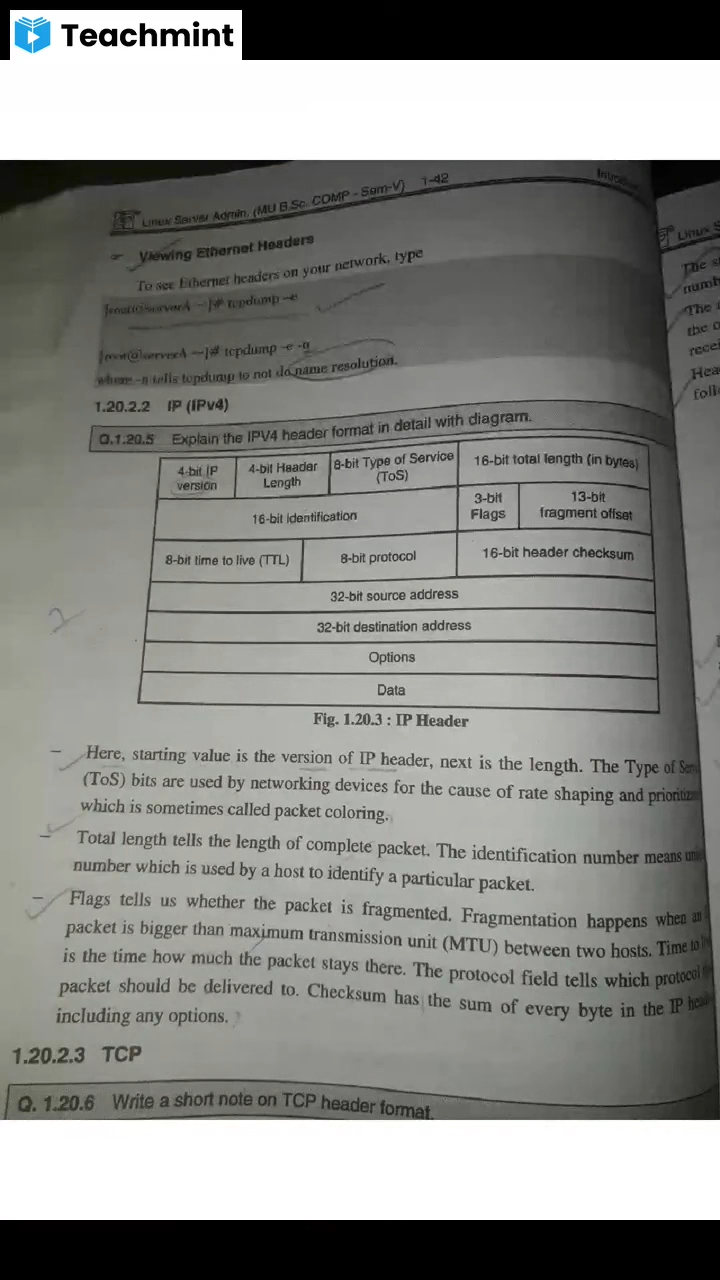 Teachmint
Linux Server Admin. (MU B.Sc. COMP - Sem-V) 1-42
Linux S
Viewing Ethernet Headers
To see Ethernet headers on your network, type
[root@serverA ~]# tcpdump -e
[root@serverA ~]# tcpdump -e -n
where -n tells tcpdump to not do name resolution.
1.20.2.2 IP (IPv4)
Q.1.20.5 Explain the IPV4 header format in detail with diagram.
4-bit IP version
4-bit Header Length
8-bit Type of Service (ToS)
16-bit total length (in bytes)
16-bit identification
3-bit Flags
13-bit fragment offset
8-bit time to live (TTL)
8-bit protocol
16-bit header checksum
32-bit source address
32-bit destination address
Options
Data
Fig. 1.20.3 : IP Header
– Here, starting value is the version of IP header, next is the length. The Type of
(ToS) bits are used by networking devices for the cause of rate shaping and
which is sometimes called packet coloring.
– Total length tells the length of complete packet. The identification number means
number which is used by a host to identify a particular packet.
– Flags tells us whether the packet is fragmented. Fragmentation happens when an
packet is bigger than maximum transmission unit (MTU) between two hosts. Time to
is the time how much the packet stays there. The protocol field tells which protocol
packet should be delivered to. Checksum has the sum of every byte in the IP
including any options.
1.20.2.3 TCP
Q. 1.20.6 Write a short note on TCP header format.
The
The
the